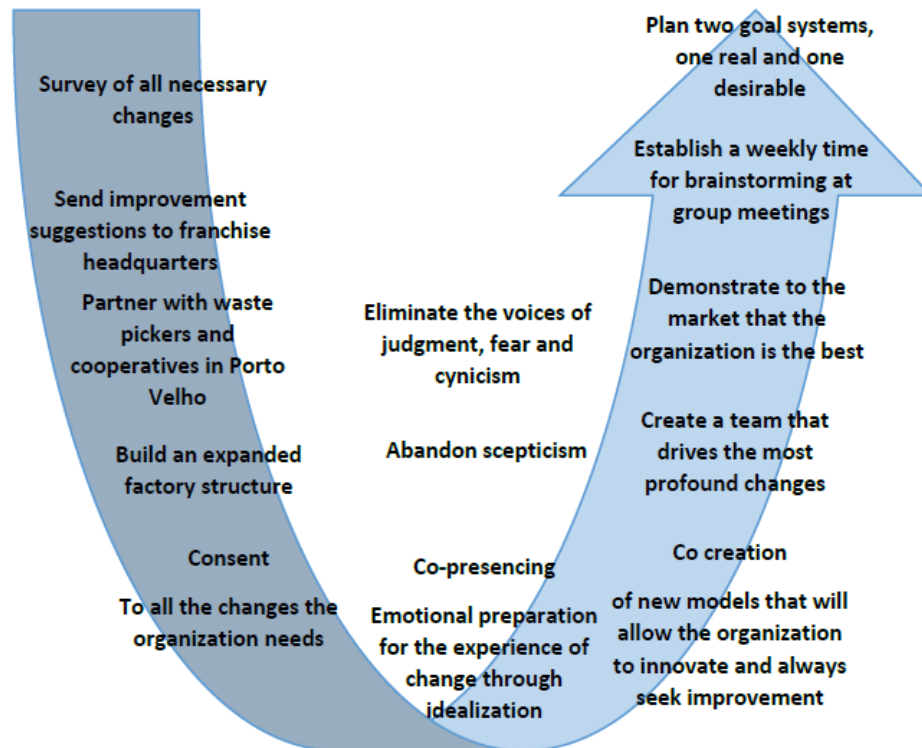 Survey of all necessary
changes
Send improvement
suggestions to franchise
headquarters
Partner with waste
pickers and
cooperatives in Porto
Velho
Build an expanded
factory structure
Consent
To all the changes the
organization needs
Eliminate the voices of
judgment, fear and
cynicism
Abandon scepticism
Co-presencing
Emotional preparation
for the experience of
change through
idealization
Plan two goal systems,
one real and one
desirable
Establish a weekly time
for brainstorming at
group meetings
Demonstrate to the
market that the
organization is the best
Create a team that
drives the most
profound changes
Co creation
of new models that will
allow the organization
to innovate and always
seek improvement